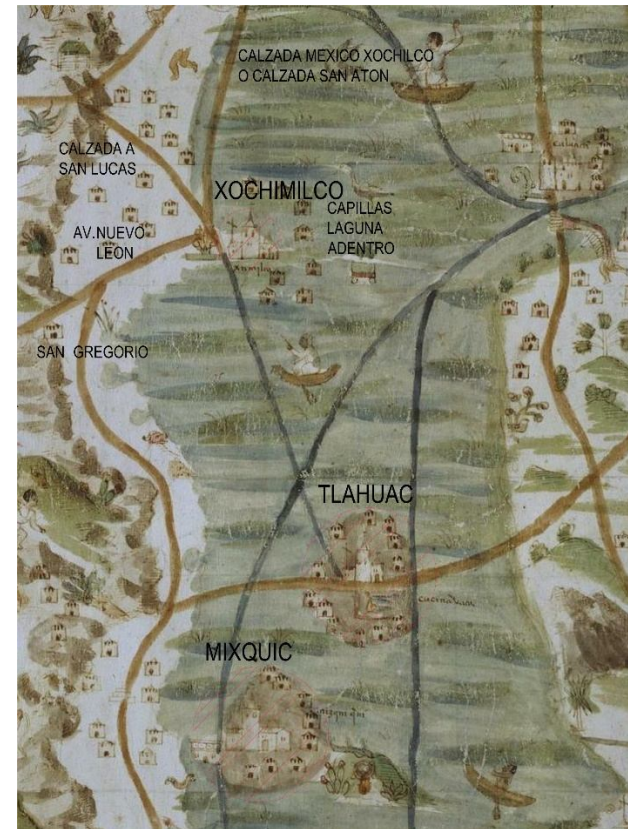 CALZADA MEXICO XOCHILCO
O CALZADA SAN ATON
CALZADA A
SAN LUCAS
XOCHIMILCO
CAPILLAS
LAGUNA
ADENTRO
AV.NUEVO
LEON
SAN GREGORIO
TLAHUAC
MIXQUIC